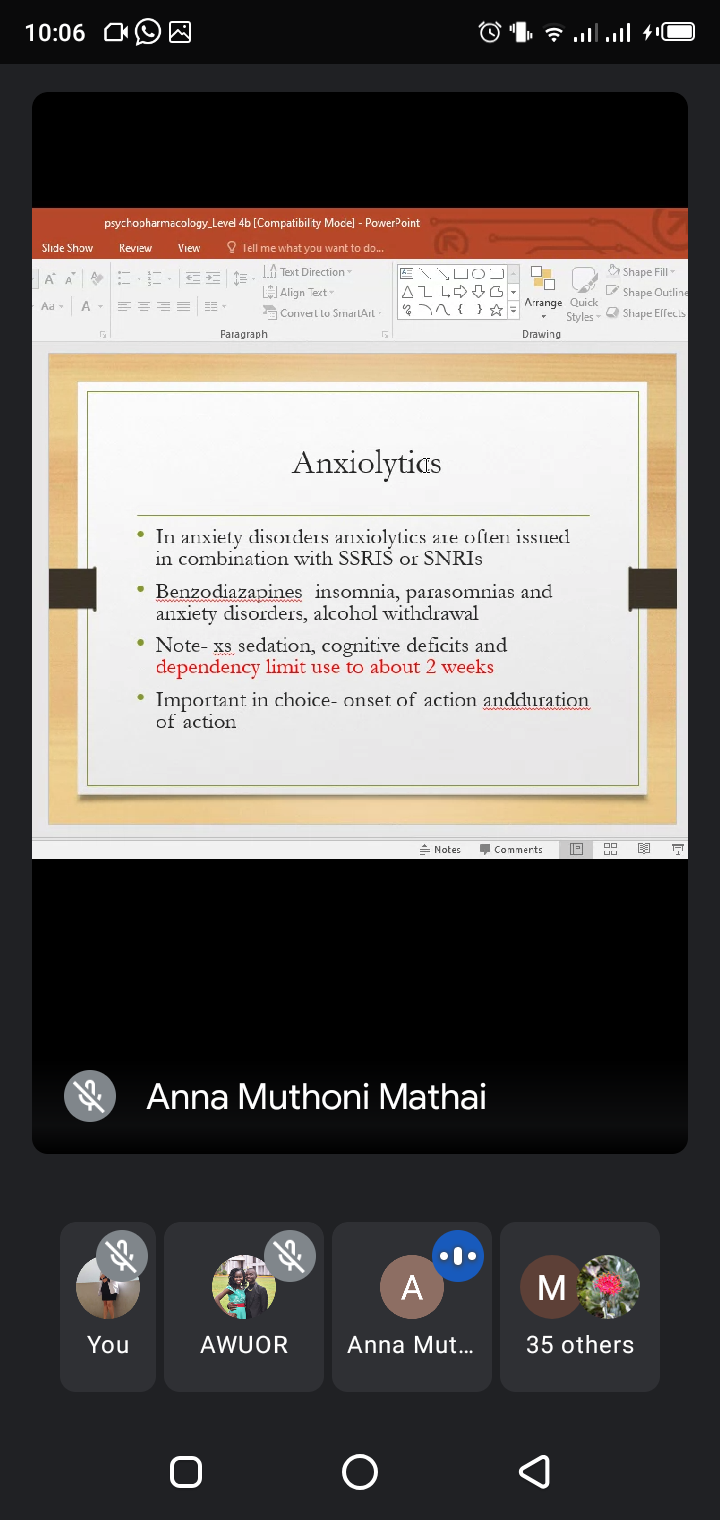 10:06
psychopharmacology_Level 4b [Compatibility Mode] - PowerPoint
Slide Show Review View Tell me what you want to do...
Text Direction
Align Text
Convert to SmartArt
Aa A
Arrange
Quick Styles
Shape Fill
Shape Outline
Shape Effects
Paragraph
Drawing
Anxiolytics
• In anxiety disorders anxiolytics are often issued
in combination with SSRIS or SNRIs
• Benzodiazapines insomnia, parasomnias and
anxiety disorders, alcohol withdrawal
• Note- xs sedation, cognitive deficits and
dependency limit use to about 2 weeks
• Important in choice- onset of action andduration
of action
Notes Comments
Anna Muthoni Mathai
A M
You AWUOR Anna Mut... 35 others